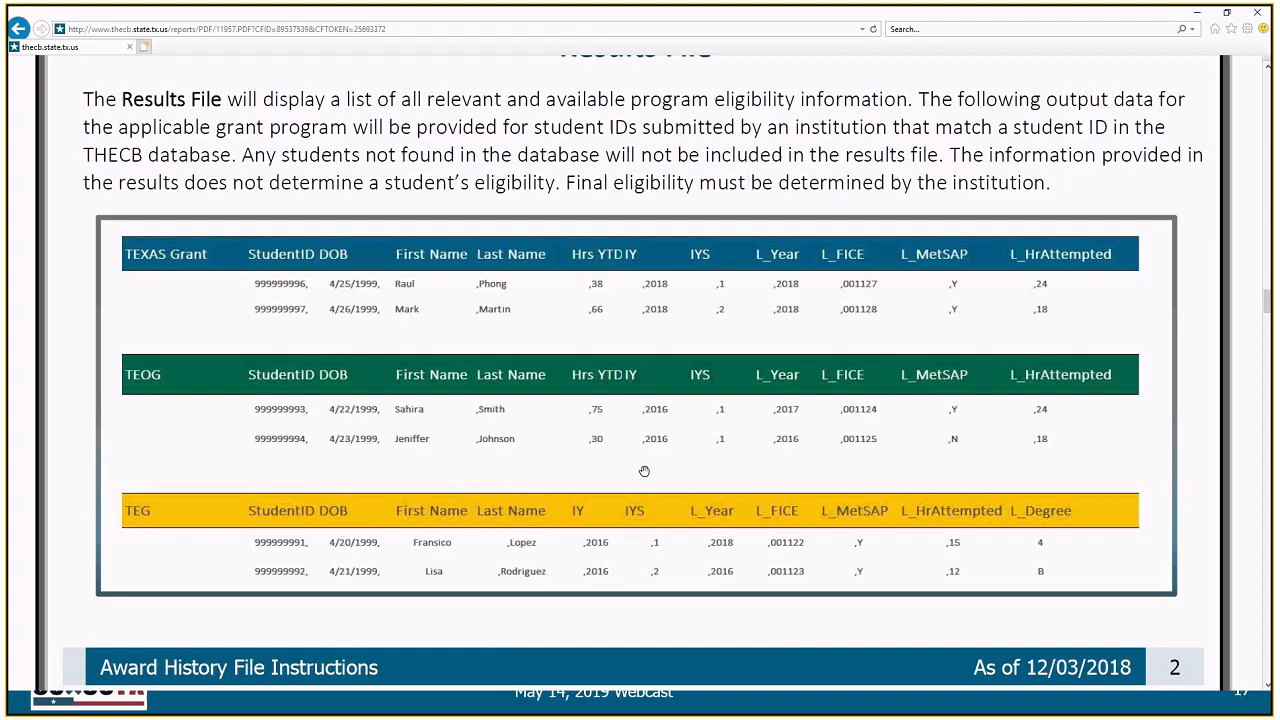 http://www.thecb.state.tx.us/reports/PDF/11957.PDF?CFID=89537539&CFTOKEN=25693372
Search...
thecb.state.tx.us
Results File
The Results File will display a list of all relevant and available program eligibility information. The following output data for
the applicable grant program will be provided for student IDs submitted by an institution that match a student ID in the
THECB database. Any students not found in the database will not be included in the results file. The information provided in
the results does not determine a student's eligibility. Final eligibility must be determined by the institution.
TEXAS Grant StudentID DOB First Name Last Name Hrs YTD IY IYS L_Year L_FICE L_MetSAP L_HrAttempted
999999996, 4/25/1999, Raul ,Phong ,38 ,2018 ,1 ,2018 ,001127 ,Y ,24
999999997, 4/26/1999, Mark ,Martin ,66 ,2018 ,2 ,2018 ,001128 ,Y ,18
TEOG StudentID DOB First Name Last Name Hrs YTD IY IYS L_Year L_FICE L_MetSAP L_HrAttempted
999999993, 4/22/1999, Sahira ,Smith ,75 ,2016 ,1 ,2017 ,001124 ,Y ,24
999999994, 4/23/1999, Jeniffer ,Johnson ,30 ,2016 ,1 ,2016 ,001125 ,N ,18
TEG StudentID DOB First Name Last Name IY IYS L_Year L_FICE L_MetSAP L_HrAttempted L_Degree
999999991, 4/20/1999, Fransico ,Lopez ,2016 ,1 ,2018 ,001122 ,Y ,15 4
999999992, 4/21/1999, Lisa ,Rodriguez ,2016 ,2 ,2016 ,001123 ,Y ,12 B
Award History File Instructions As of 12/03/2018 2
May 14, 2019 Webcast 17